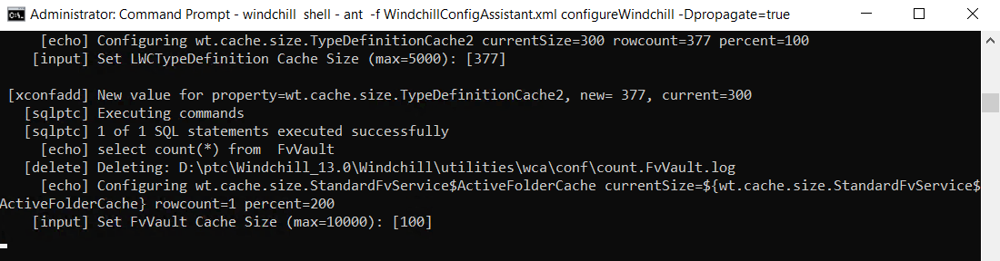 Administrator: Command Prompt - windchill  shell - ant  -f WindchillConfigAssistant.xml configureWindchill -Dpropagate=true
[echo] Configuring wt.cache.size.TypeDefinitionCache2 currentSize=300 rowcount=377 percent=100
[input] Set LWCTypeDefinition Cache Size (max=5000): [377]
[xconfadd] New value for property=wt.cache.size.TypeDefinitionCache2, new= 377, current=300
[sqlptc] Executing commands
[sqlptc] 1 of 1 SQL statements executed successfully
[echo] select count(*) from  FvVault
[delete] Deleting: D:\ptc\Windchill_13.0\Windchill\utilities\wca\conf\count.FvVault.log
[echo] Configuring wt.cache.size.StandardFvService$ActiveFolderCache currentSize=${wt.cache.size.StandardFvService$
ActiveFolderCache} rowcount=1 percent=200
[input] Set FvVault Cache Size (max=10000): [100]